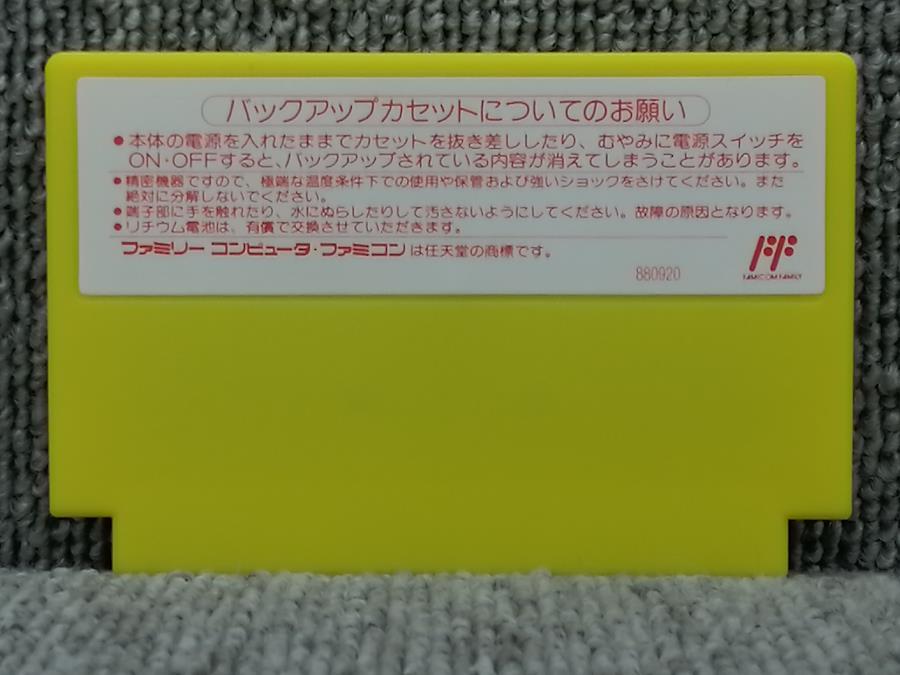 バックアップカセットについてのお願い
●本体の電源を入れたままでカセットを抜き差ししたり、むやみに電源スイッチを
ON・OFFすると、バックアップされている内容が消えてしまうことがあります。
●精密機器ですので、極端な温度条件下での使用や保管および強いショックをさけてください。また
絶対に分解しないでください。
●端子部に手を触れたり、水にぬらしたりして汚さないようにしてください。故障の原因となります。
●リチウム電池は、有償で交換させていただきます。
ファミリー コンピュータ・ファミコンは任天堂の商標です。
880920
FAMICOM FAMILY